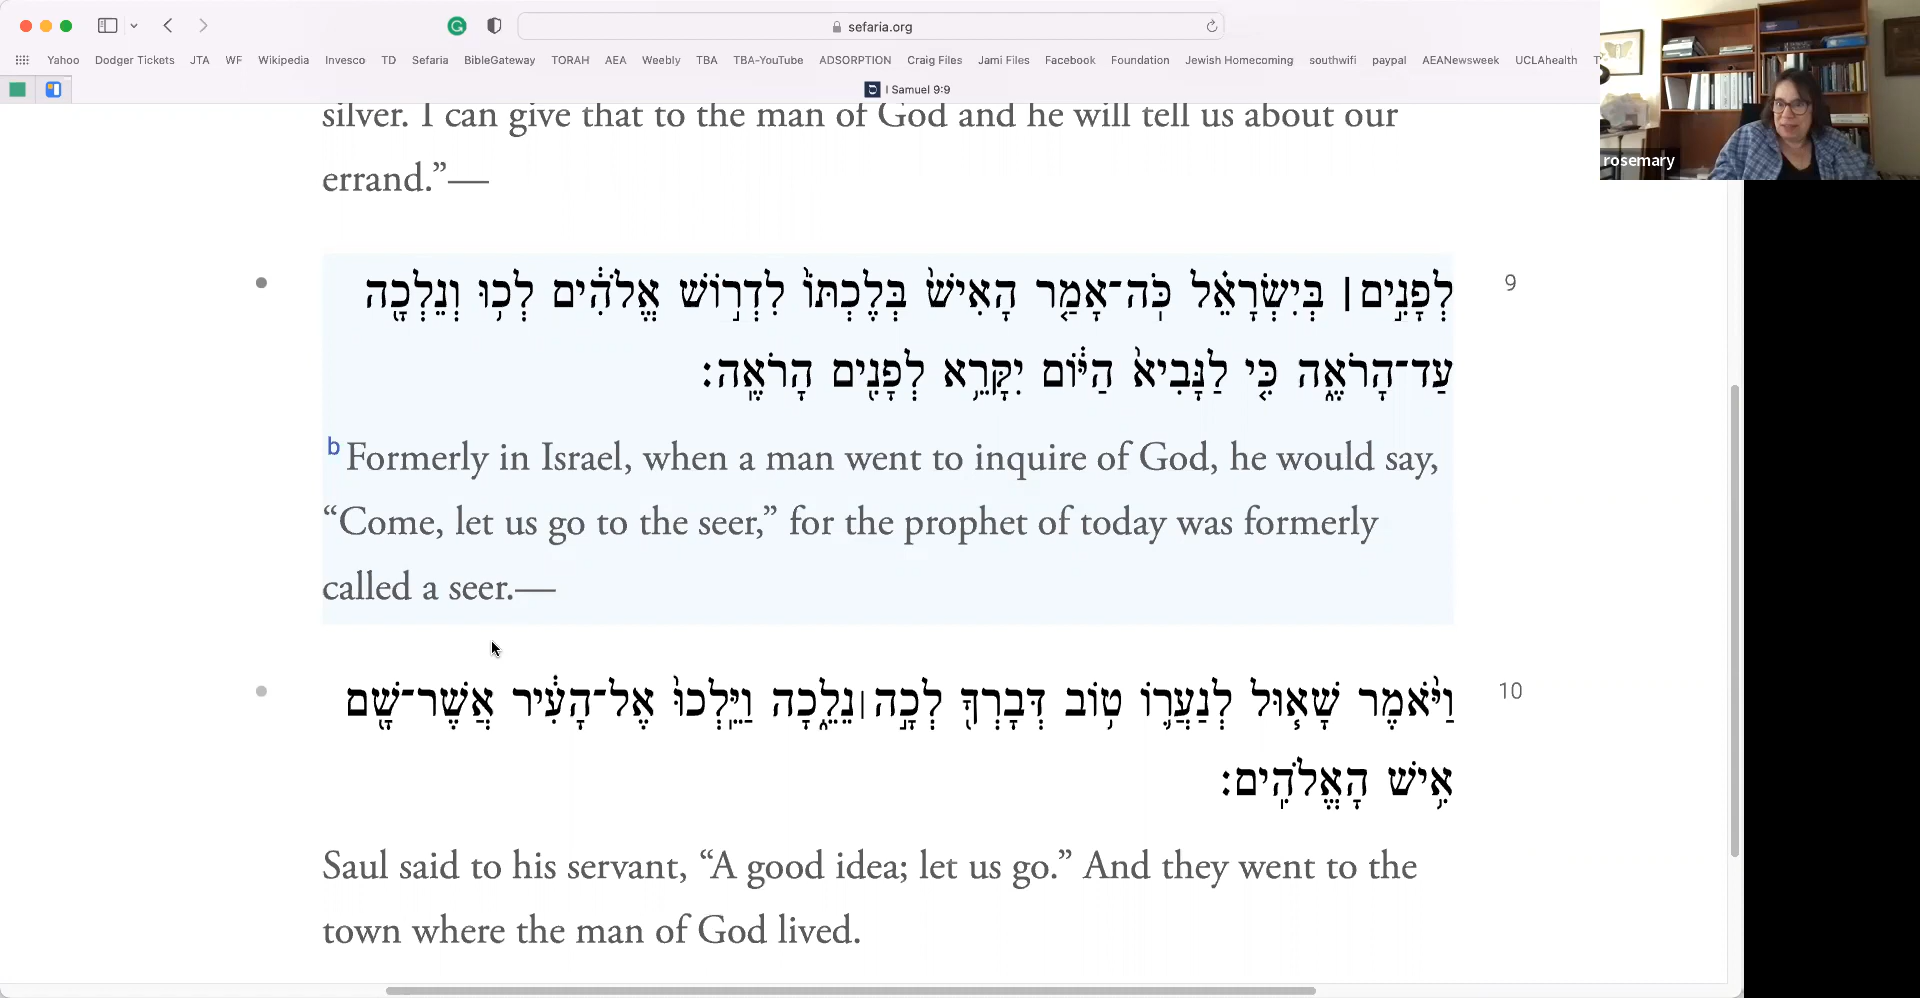 sefaria.org
Yahoo Dodger Tickets JTA WF Wikipedia Invesco TD Sefaria BibleGateway TORAH AEA Weebly TBA TBA-YouTube ADSORPTION Craig Files Jami Files Facebook Foundation Jewish Homecoming southwifi paypal AEANewsweek UCLAhealth
I Samuel 9:9
rosemary
silver. I can give that to the man of God and he will tell us about our
errand.”—
9
לְפָנִ֣ים ׀ בְּיִשְׂרָאֵ֗ל כֹּֽה־אָמַ֤ר הָאִישׁ֙ בְּלֶכְתּוֹ֙ לִדְר֣וֹשׁ אֱלֹהִ֔ים לְכ֥וּ וְנֵלְכָ֖ה
עַד־הָרֹאֶ֑ה כִּ֤י לַנָּבִיא֙ הַיּ֔וֹם יִקָּרֵ֥א לְפָנִ֖ים הָרֹאֶֽה׃
b Formerly in Israel, when a man went to inquire of God, he would say,
“Come, let us go to the seer,” for the prophet of today was formerly
called a seer.—
10
וַיֹּ֨אמֶר שָׁא֧וּל לְנַעֲר֛וֹ ט֥וֹב דְּבָרְךָ֖ לְכָ֣ה ׀ נֵלֵ֑כָה וַיֵּֽלְכוּ֙ אֶל־הָעִ֔יר אֲשֶׁר־שָׁ֖ם
אִ֥ישׁ הָאֱלֹהִֽים׃
Saul said to his servant, “A good idea; let us go.” And they went to the
town where the man of God lived.